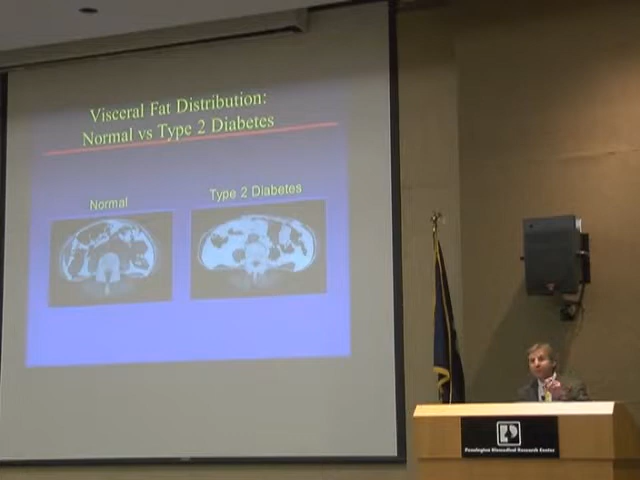 Visceral Fat Distribution:
Normal vs Type 2 Diabetes
Normal
Type 2 Diabetes
Pennington Biomedical Research Center